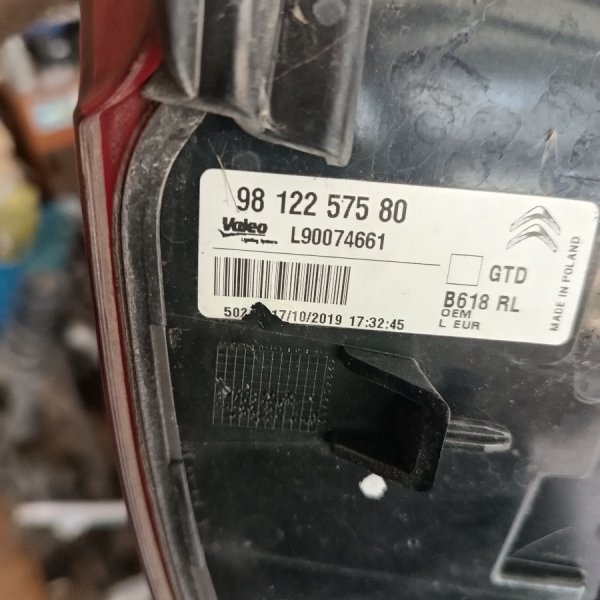 98 122 575 80
Valeo L90074661
Lighting Systems
GTD
B618 RL
OEM
L EUR
17/10/2019 17:32:45
MADE IN POLAND